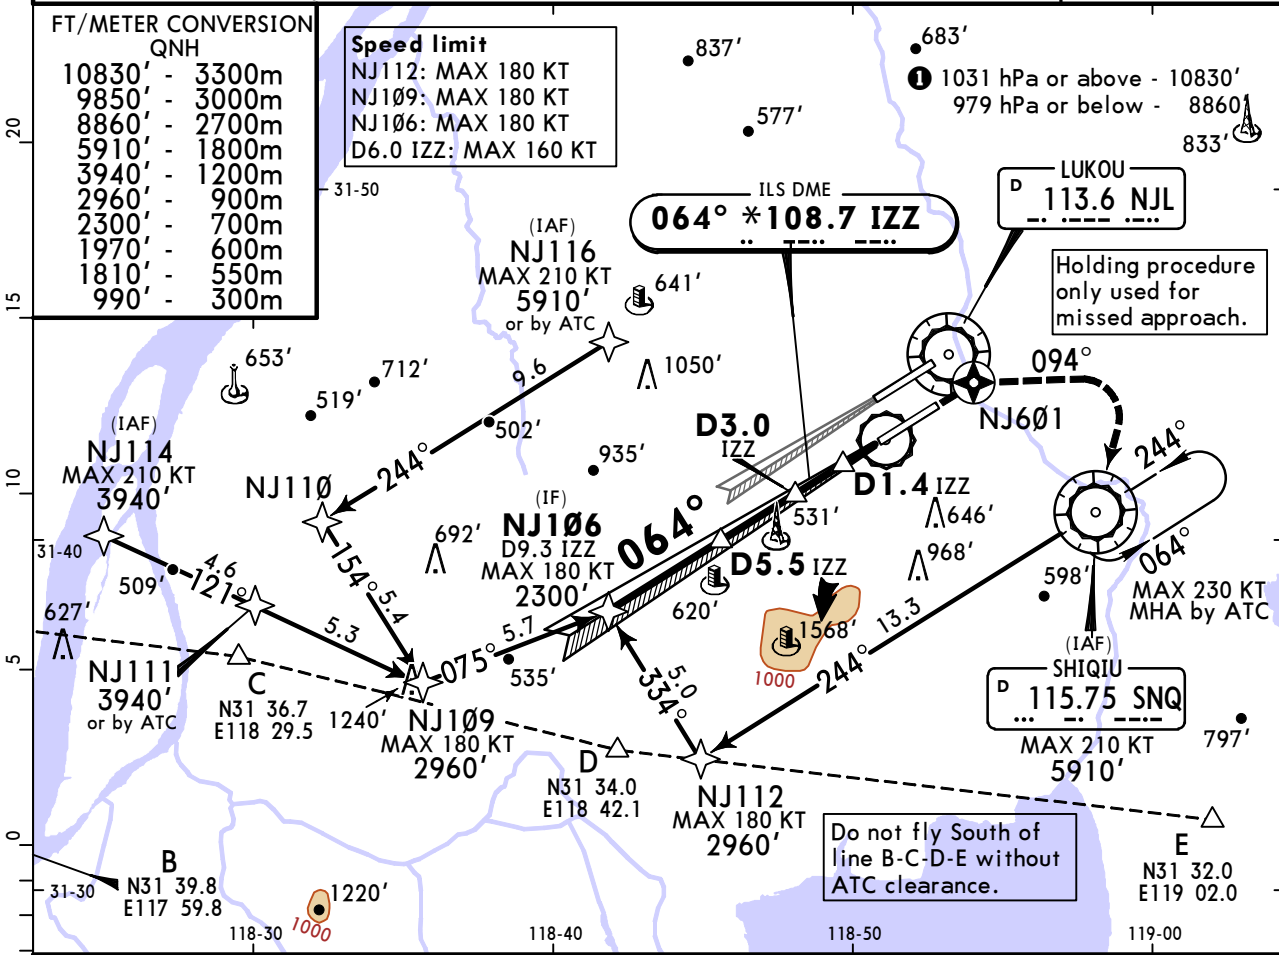 FT/METER CONVERSION
QNH
10830' - 3300m
9850' - 3000m
8860' - 2700m
5910' - 1800m
3940' - 1200m
2960' - 900m
2300' - 700m
1970' - 600m
1810' - 550m
990' - 300m
Speed limit
NJ112: MAX 180 KT
NJ1Ø9: MAX 180 KT
NJ1Ø6: MAX 180 KT
D6.0 IZZ: MAX 160 KT
837'
683'
1 1031 hPa or above - 10830'
979 hPa or below - 8860'
577'
833'
20
31-50
LUKOU
D 113.6 NJL
ILS DME
064° *108.7 IZZ
(IAF)
NJ116
MAX 210 KT
5910'
or by ATC
641'
Holding procedure
only used for
missed approach.
15
653'
712'
519'
9.6
1050'
094°
NJ6Ø1
502'
244°
(IAF)
NJ114
MAX 210 KT
3940'
D3.0
IZZ
935'
244°
NJ11Ø
D1.4 IZZ
10
(IF)
NJ1Ø6
D9.3 IZZ
MAX 180 KT
2300'
064°
531'
646'
692'
31-40
4.6
509'
121°
154°
5.4
D5.5 IZZ
968'
064°
598'
MAX 230 KT
MHA by ATC
627'
620'
13.3
5.3
5.7
075°
1568'
1000
(IAF)
SHIQIU
D 115.75 SNQ
MAX 210 KT
5910'
5
NJ111
3940'
or by ATC
C
N31 36.7
E118 29.5
535'
5.0
334°
244°
1240'
NJ1Ø9
MAX 180 KT
2960'
797'
D
N31 34.0
E118 42.1
NJ112
MAX 180 KT
2960'
Do not fly South of
line B-C-D-E without
ATC clearance.
0
B
N31 39.8
E117 59.8
31-30
E
N31 32.0
E119 02.0
1220'
1000
118-30
118-40
118-50
119-00